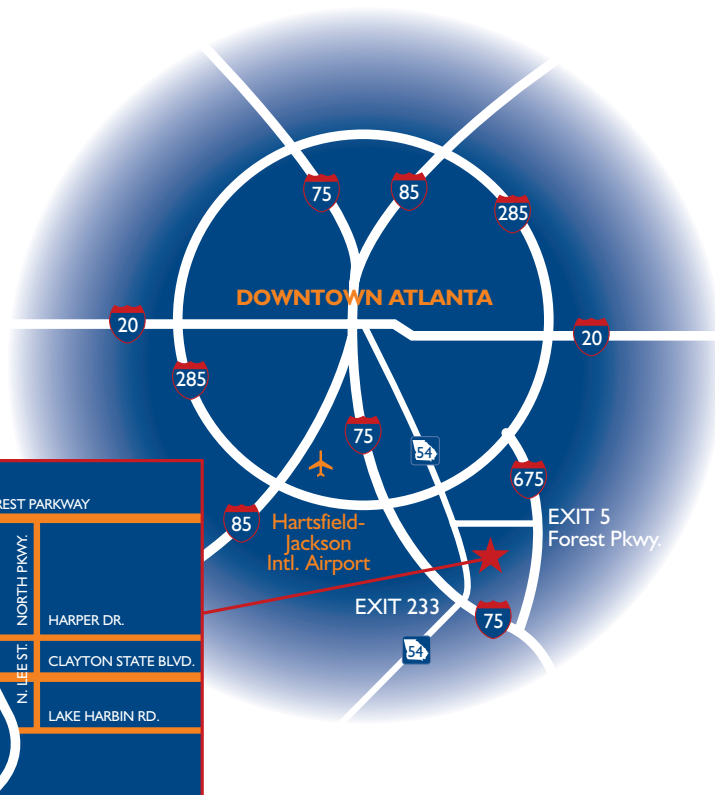 75
85
285
DOWNTOWN ATLANTA
20
20
285
75
54
675
85
Hartsfield-
Jackson
Intl. Airport
EXIT 5
Forest Pkwy.
EXIT 233
75
54
REST PARKWAY
NORTH PKWY.
HARPER DR.
N. LEE ST.
CLAYTON STATE BLVD.
LAKE HARBIN RD.